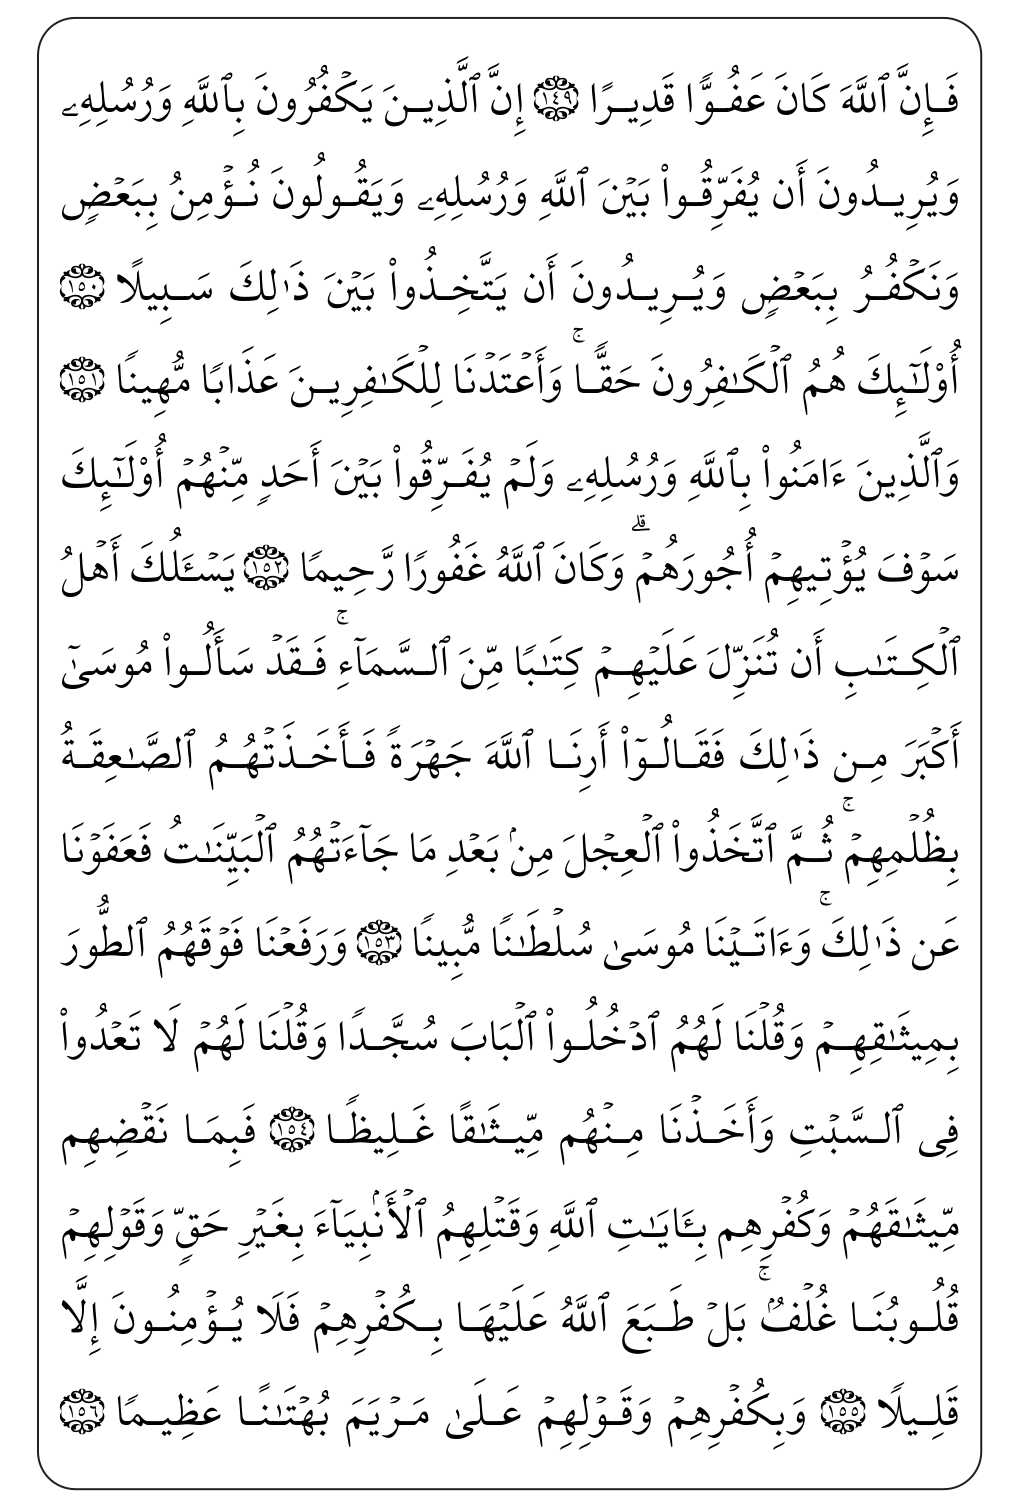 فَإِنَّ ٱللَّهَ كَانَ عَفُوًّا قَدِيرًا ١٤٩ إِنَّ ٱلَّذِينَ يَكۡفُرُونَ بِٱللَّهِ وَرُسُلِهِۦ
وَيُرِيدُونَ أَن يُفَرِّقُواْ بَيۡنَ ٱللَّهِ وَرُسُلِهِۦ وَيَقُولُونَ نُؤۡمِنُ بِبَعۡضٖ
وَنَكۡفُرُ بِبَعۡضٖ وَيُرِيدُونَ أَن يَتَّخِذُواْ بَيۡنَ ذَٰلِكَ سَبِيلًا ١٥٠
أُوْلَٰٓئِكَ هُمُ ٱلۡكَٰفِرُونَ حَقّٗاۚ وَأَعۡتَدۡنَا لِلۡكَٰفِرِينَ عَذَابٗا مُّهِينٗا ١٥١
وَٱلَّذِينَ ءَامَنُواْ بِٱللَّهِ وَرُسُلِهِۦ وَلَمۡ يُفَرِّقُواْ بَيۡنَ أَحَدٖ مِّنۡهُمۡ أُوْلَٰٓئِكَ
سَوۡفَ يُؤۡتِيهِمۡ أُجُورَهُمۡۗ وَكَانَ ٱللَّهُ غَفُورٗا رَّحِيمٗا ١٥٢ يَسۡـَٔلُكَ أَهۡلُ
ٱلۡكِتَٰبِ أَن تُنَزِّلَ عَلَيۡهِمۡ كِتَٰبٗا مِّنَ ٱلسَّمَآءِۚ فَقَدۡ سَأَلُواْ مُوسَىٰٓ
أَكۡبَرَ مِن ذَٰلِكَ فَقَالُوٓاْ أَرِنَا ٱللَّهَ جَهۡرَةٗ فَأَخَذَتۡهُمُ ٱلصَّٰعِقَةُ
بِظُلۡمِهِمۡۚ ثُمَّ ٱتَّخَذُواْ ٱلۡعِجۡلَ مِنۢ بَعۡدِ مَا جَآءَتۡهُمُ ٱلۡبَيِّنَٰتُ فَعَفَوۡنَا
عَن ذَٰلِكَۚ وَءَاتَيۡنَا مُوسَىٰ سُلۡطَٰنٗا مُّبِينٗا ١٥٣ وَرَفَعۡنَا فَوۡقَهُمُ ٱلطُّورَ
بِمِيثَٰقِهِمۡ وَقُلۡنَا لَهُمُ ٱدۡخُلُواْ ٱلۡبَابَ سُجَّدٗا وَقُلۡنَا لَهُمۡ لَا تَعۡدُواْ
فِي ٱلسَّبۡتِ وَأَخَذۡنَا مِنۡهُم مِّيثَٰقًا غَلِيظٗا ١٥٤ فَبِمَا نَقۡضِهِم
مِّيثَٰقَهُمۡ وَكُفۡرِهِم بِـَٔايَٰتِ ٱللَّهِ وَقَتۡلِهِمُ ٱلۡأَنۢبِيَآءَ بِغَيۡرِ حَقّٖ وَقَوۡلِهِمۡ
قُلُوبُنَا غُلۡفُۢۚ بَلۡ طَبَعَ ٱللَّهُ عَلَيۡهَا بِكُفۡرِهِمۡ فَلَا يُؤۡمِنُونَ إِلَّا
قَلِيلٗا ١٥٥ وَبِكُفۡرِهِمۡ وَقَوۡلِهِمۡ عَلَىٰ مَرۡيَمَ بُهۡتَٰنًا عَظِيمٗا ١٥٦